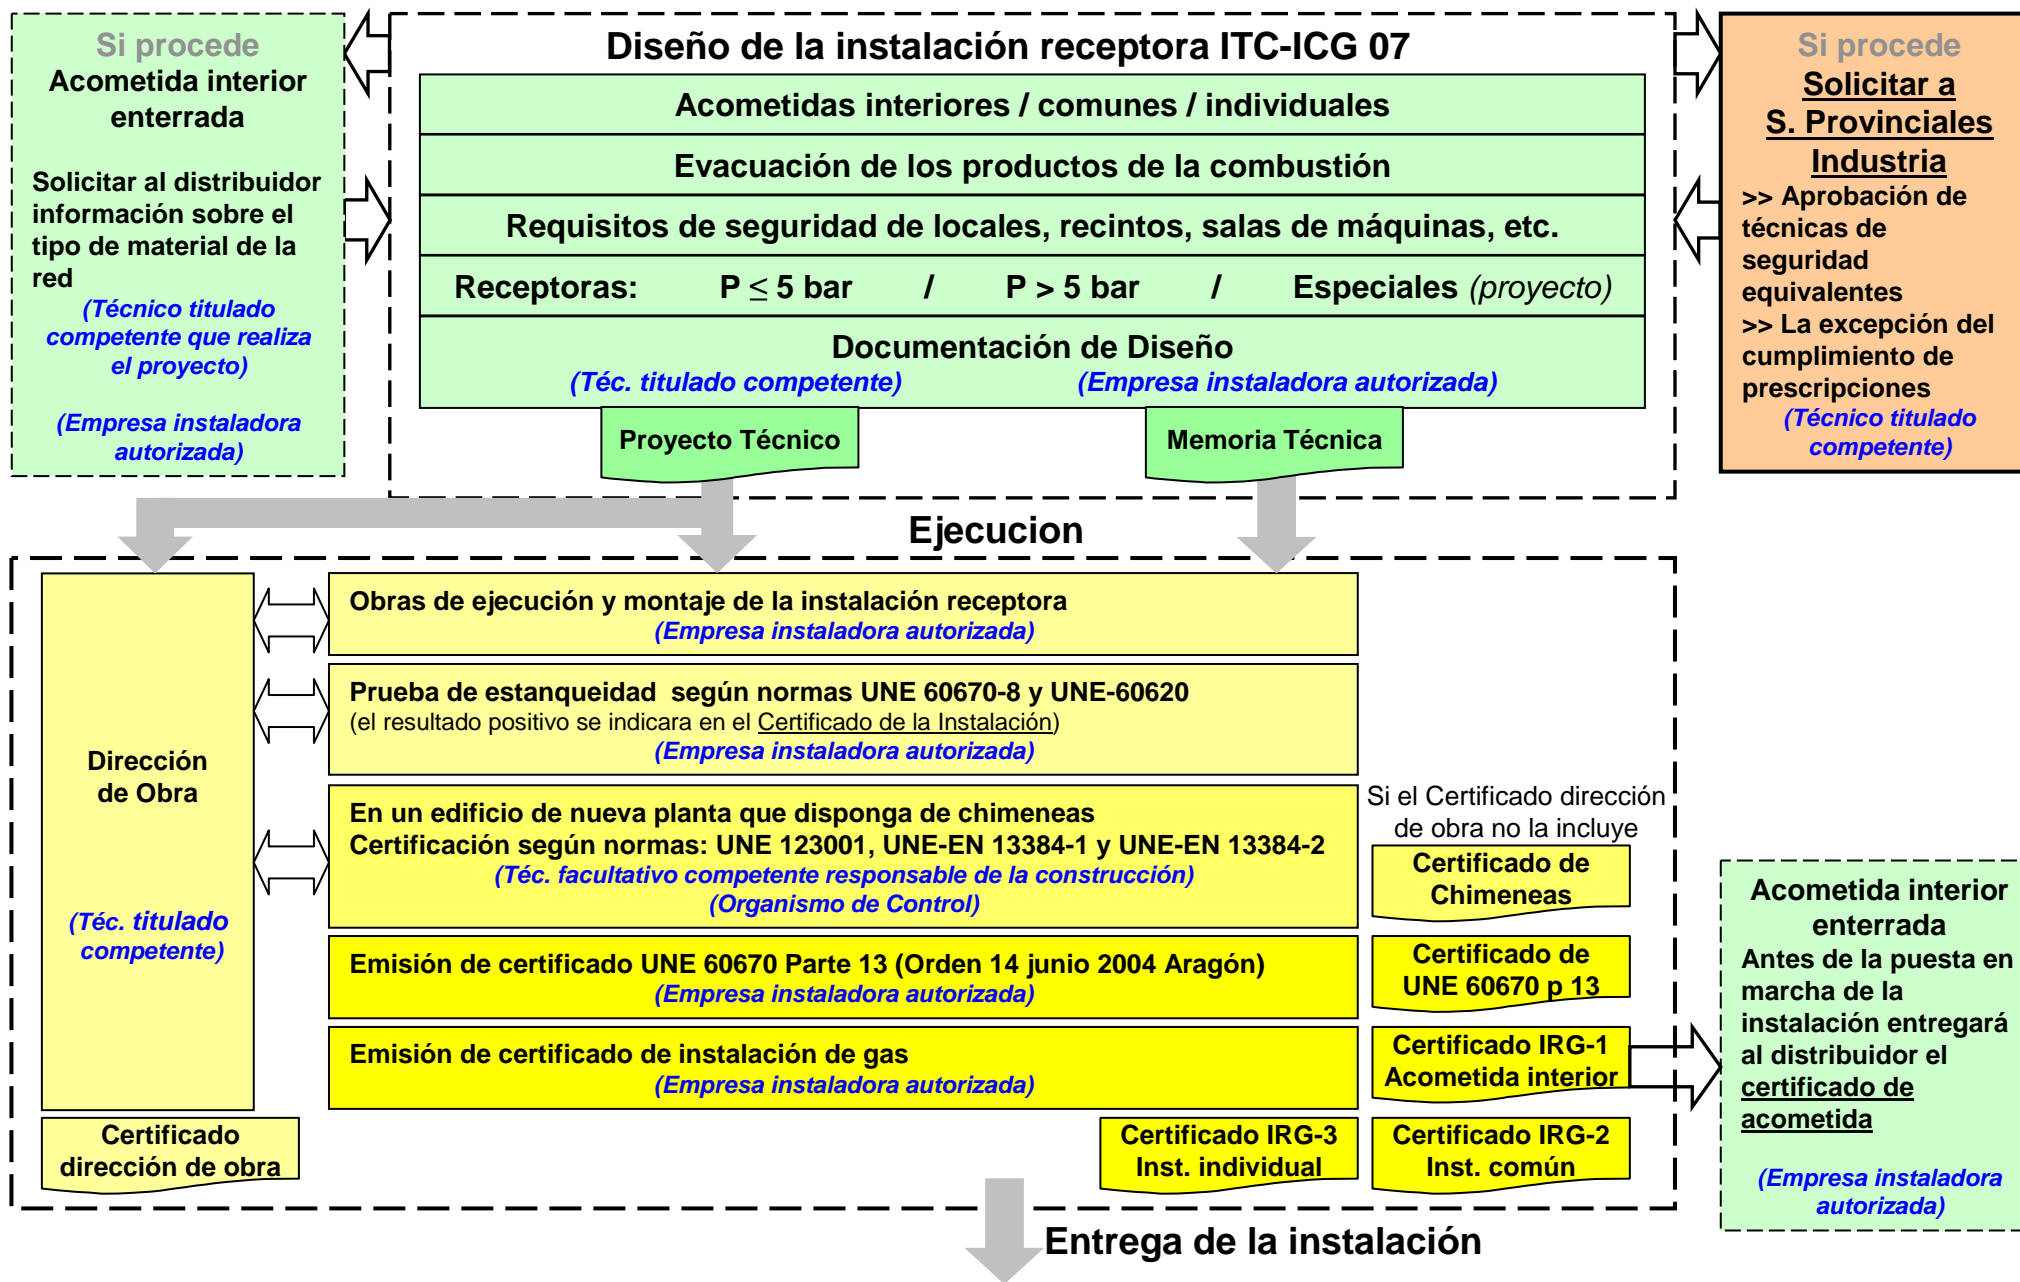 Si procede
Acometida interior
enterrada
Solicitar al distribuidor
información sobre el
tipo de material de la
red
(Técnico titulado
competente que realiza
el proyecto)
(Empresa instaladora
autorizada)
Diseño de la instalación receptora ITC-ICG 07
Acometidas interiores / comunes / individuales
Evacuación de los productos de la combustión
Requisitos de seguridad de locales, recintos, salas de máquinas, etc.
Receptoras: P ≤ 5 bar / P > 5 bar / Especiales (proyecto)
Documentación de Diseño
(Téc. titulado competente) (Empresa instaladora autorizada)
Proyecto Técnico
Memoria Técnica
Si procede
Solicitar a
S. Provinciales
Industria
>> Aprobación de
técnicas de
seguridad
equivalentes
>> La excepción del
cumplimiento de
prescripciones
(Técnico titulado
competente)
Ejecucion
Dirección
de Obra
(Téc. titulado
competente)
Obras de ejecución y montaje de la instalación receptora
(Empresa instaladora autorizada)
Prueba de estanqueidad según normas UNE 60670-8 y UNE-60620
(el resultado positivo se indicara en el Certificado de la Instalación)
(Empresa instaladora autorizada)
En un edificio de nueva planta que disponga de chimeneas
Certificación según normas: UNE 123001, UNE-EN 13384-1 y UNE-EN 13384-2
(Téc. facultativo competente responsable de la construcción)
(Organismo de Control)
Si el Certificado dirección
de obra no la incluye
Certificado de
Chimeneas
Emisión de certificado UNE 60670 Parte 13 (Orden 14 junio 2004 Aragón)
(Empresa instaladora autorizada)
Certificado de
UNE 60670 p 13
Emisión de certificado de instalación de gas
(Empresa instaladora autorizada)
Certificado IRG-1
Acometida interior
Certificado
dirección de obra
Certificado IRG-3
Inst. individual
Certificado IRG-2
Inst. común
Acometida interior
enterrada
Antes de la puesta en
marcha de la
instalación entregará
al distribuidor el
certificado de
acometida
(Empresa instaladora
autorizada)
Entrega de la instalación